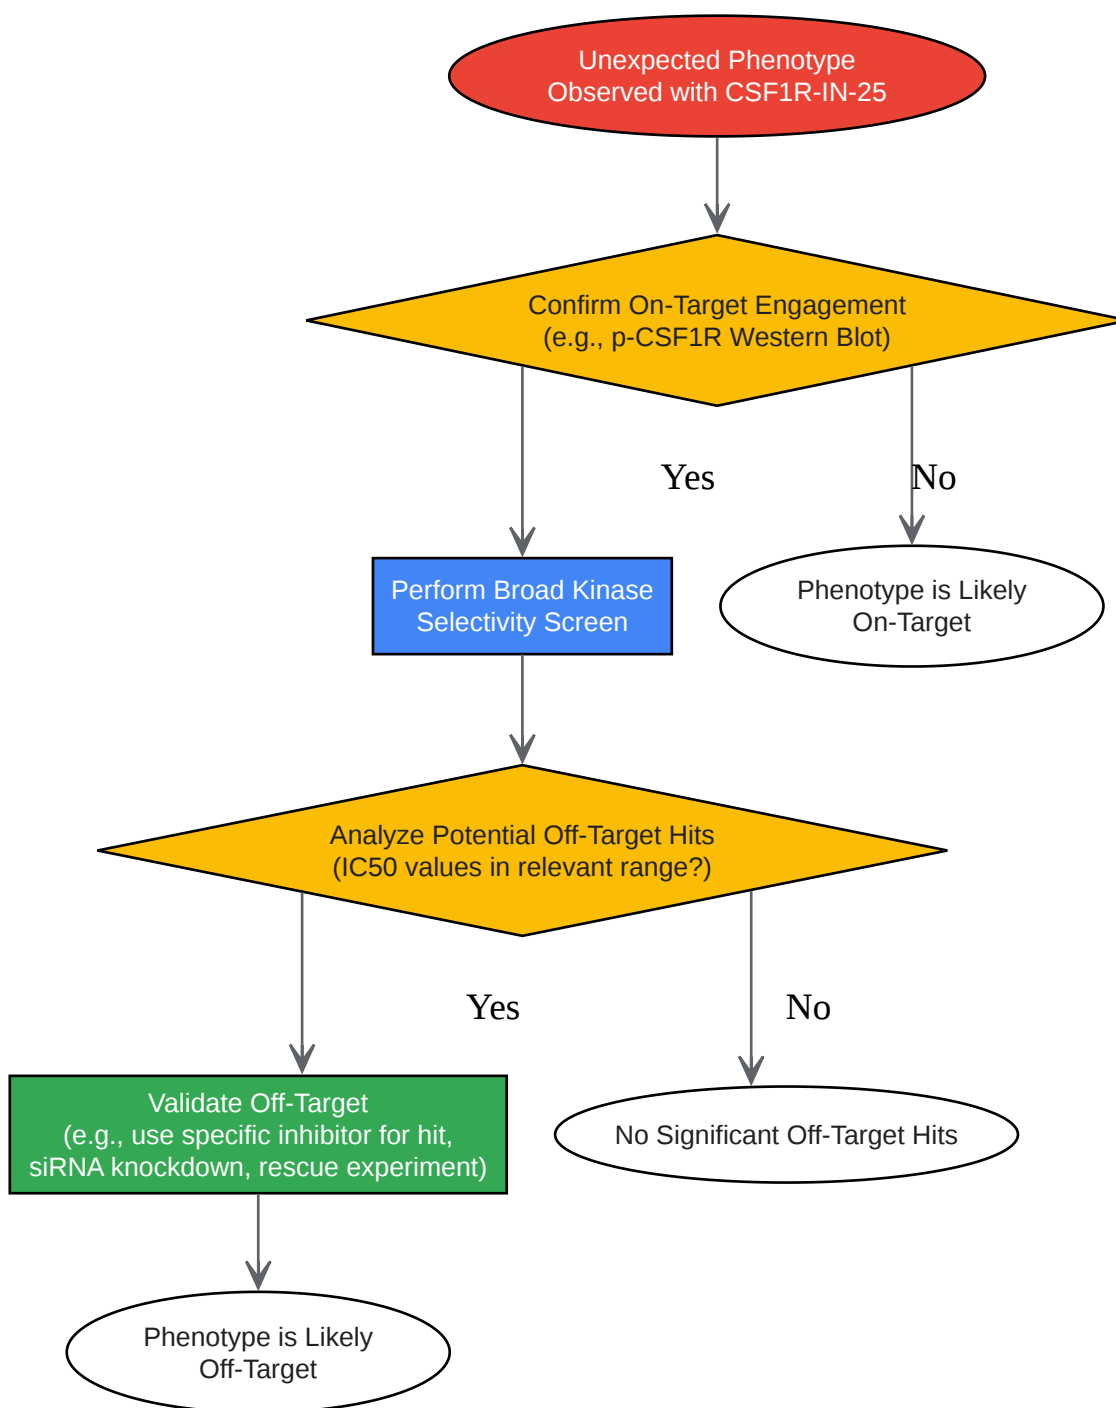 Unexpected Phenotype
Observed with CSF1R-IN-25
Confirm On-Target Engagement
(e.g., p-CSF1R Western Blot)
Yes
No
Perform Broad Kinase
Selectivity Screen
Phenotype is Likely
On-Target
Analyze Potential Off-Target Hits
(IC50 values in relevant range?)
Yes
No
Validate Off-Target
(e.g., use specific inhibitor for hit,
siRNA knockdown, rescue experiment)
No Significant Off-Target Hits
Phenotype is Likely
Off-Target